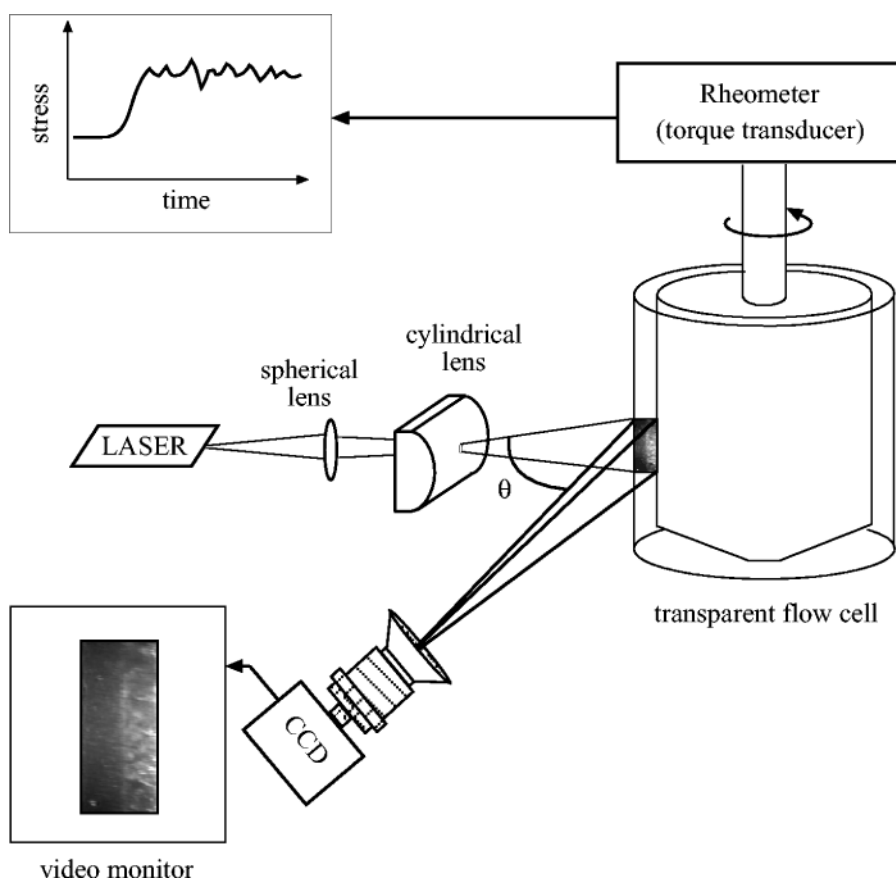 stress
time
Rheometer
(torque transducer)
cylindrical
lens
spherical
lens
LASER
θ
transparent flow cell
CCD
video monitor